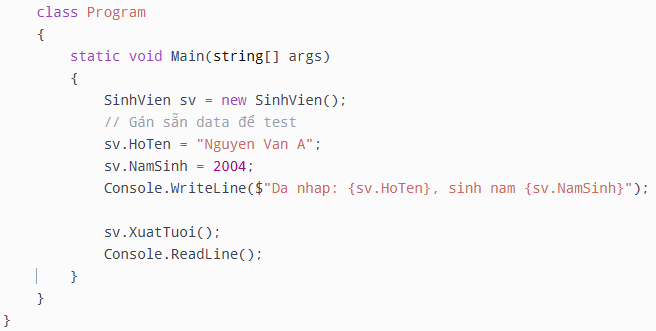 class Program
{
static void Main(string[] args)
{
SinhVien sv = new SinhVien();
// Gán sẵn data để test
sv.HoTen = "Nguyen Van A";
sv.NamSinh = 2004;
Console.WriteLine($"Da nhap: {sv.HoTen}, sinh nam {sv.NamSinh}");
sv.XuatTuoi();
Console.ReadLine();
}
}
}